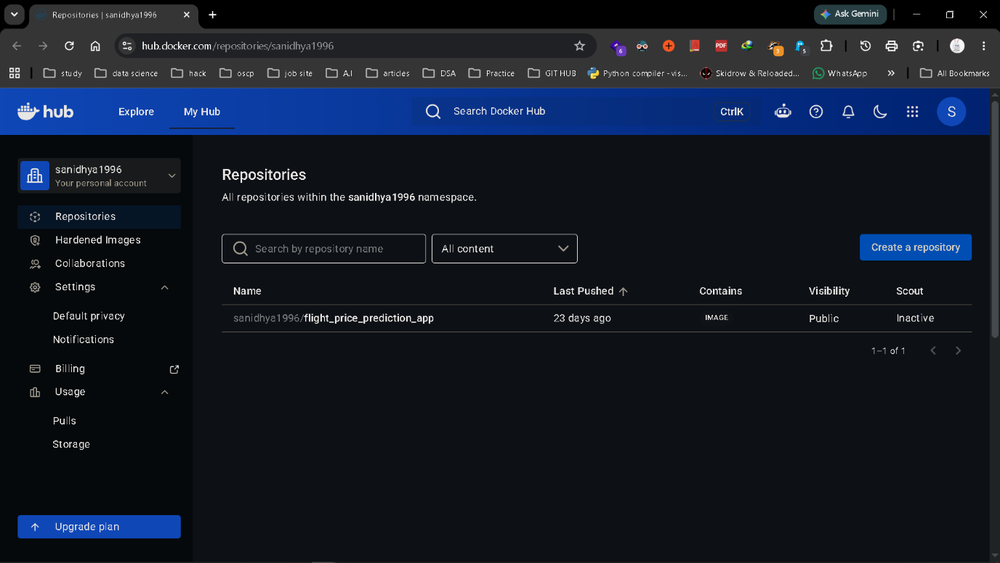 Repositories | sanidhya1996
Ask Gemini
hub.docker.com/repositories/sanidhya1996
6
PDF
3
5
study
data science
hack
oscp
job site
A.I
articles
DSA
Practice
GIT HUB
Python compiler - vis...
Skidrow & Reloaded...
WhatsApp
All Bookmarks
hub
Explore
My Hub
Search Docker Hub
CtrlK
S
sanidhya1996
Your personal account
Repositories
Hardened Images
Collaborations
Settings
Default privacy
Notifications
Billing
Usage
Pulls
Storage
Upgrade plan
Repositories
All repositories within the sanidhya1996 namespace.
Search by repository name
All content
Create a repository
Name Last Pushed Contains Visibility Scout
sanidhya1996/flight_price_prediction_app 23 days ago IMAGE Public Inactive
1–1 of 1